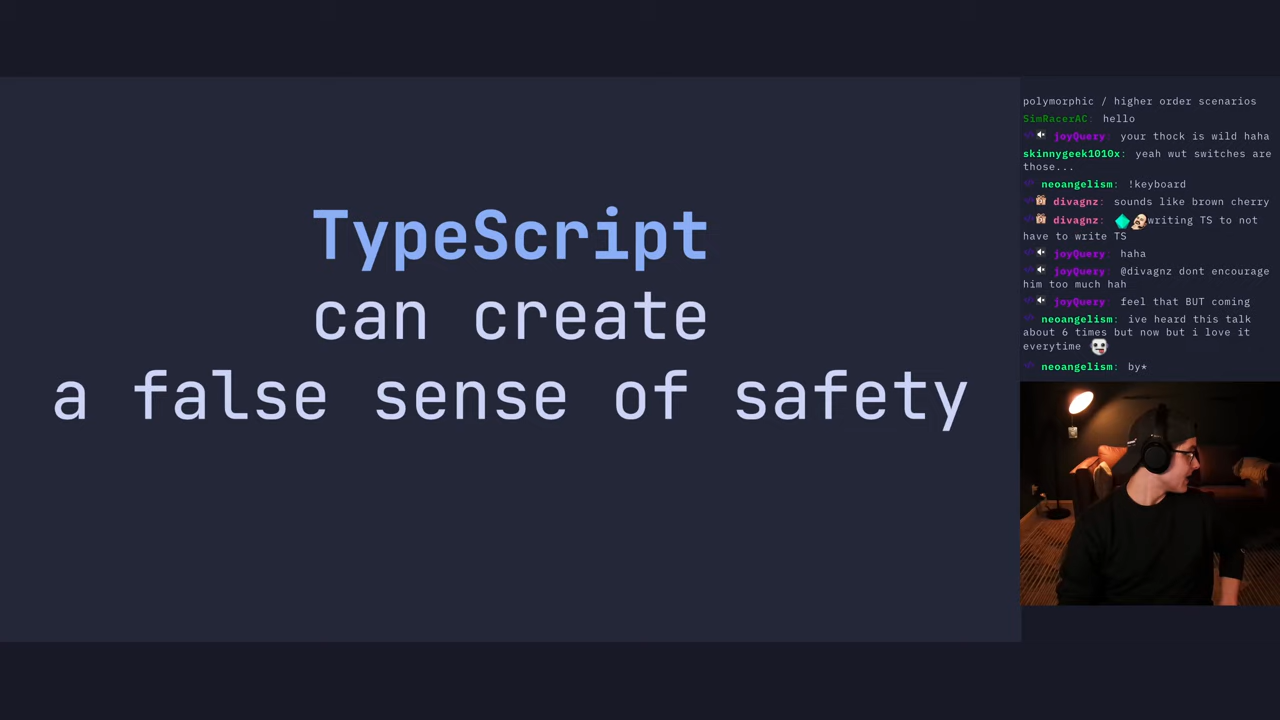 TypeScript
can create
a false sense of safety
polymorphic / higher order scenarios
SimRacerAC: hello
joyQuery: your thock is wild haha
skinnygeek1010x: yeah wut switches are
those...
neoangelism: !keyboard
divagnz: sounds like brown cherry
divagnz: writing TS to not
have to write TS
joyQuery: haha
joyQuery: @divagnz dont encourage
him too much hah
joyQuery: feel that BUT coming
neoangelism: ive heard this talk
about 6 times but now but i love it
everytime
neoangelism: by*